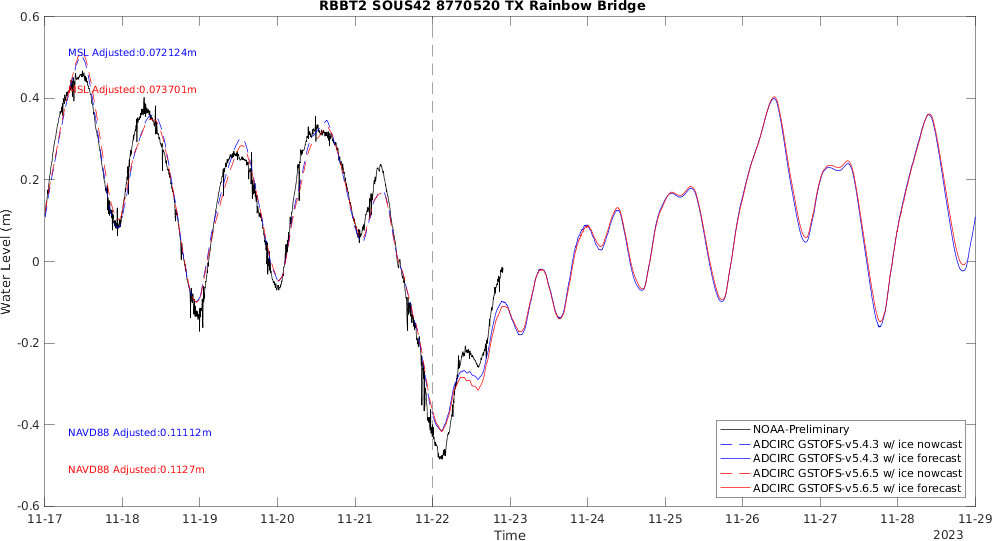 RBBT2 SOUS42 8770520 TX Rainbow Bridge
0.6
0.4
0.2
0
-0.2
-0.4
-0.6
Water Level (m)
MSL Adjusted:0.072124m
MSL Adjusted:0.073701m
NAVD88 Adjusted:0.11112m
NAVD88 Adjusted:0.1127m
NOAA-Preliminary
ADCIRC GSTOFS-v5.4.3 w/ ice nowcast
ADCIRC GSTOFS-v5.4.3 w/ ice forecast
ADCIRC GSTOFS-v5.6.5 w/ ice nowcast
ADCIRC GSTOFS-v5.6.5 w/ ice forecast
11-17 11-18 11-19 11-20 11-21 11-22 11-23 11-24 11-25 11-26 11-27 11-28 11-29
Time
2023